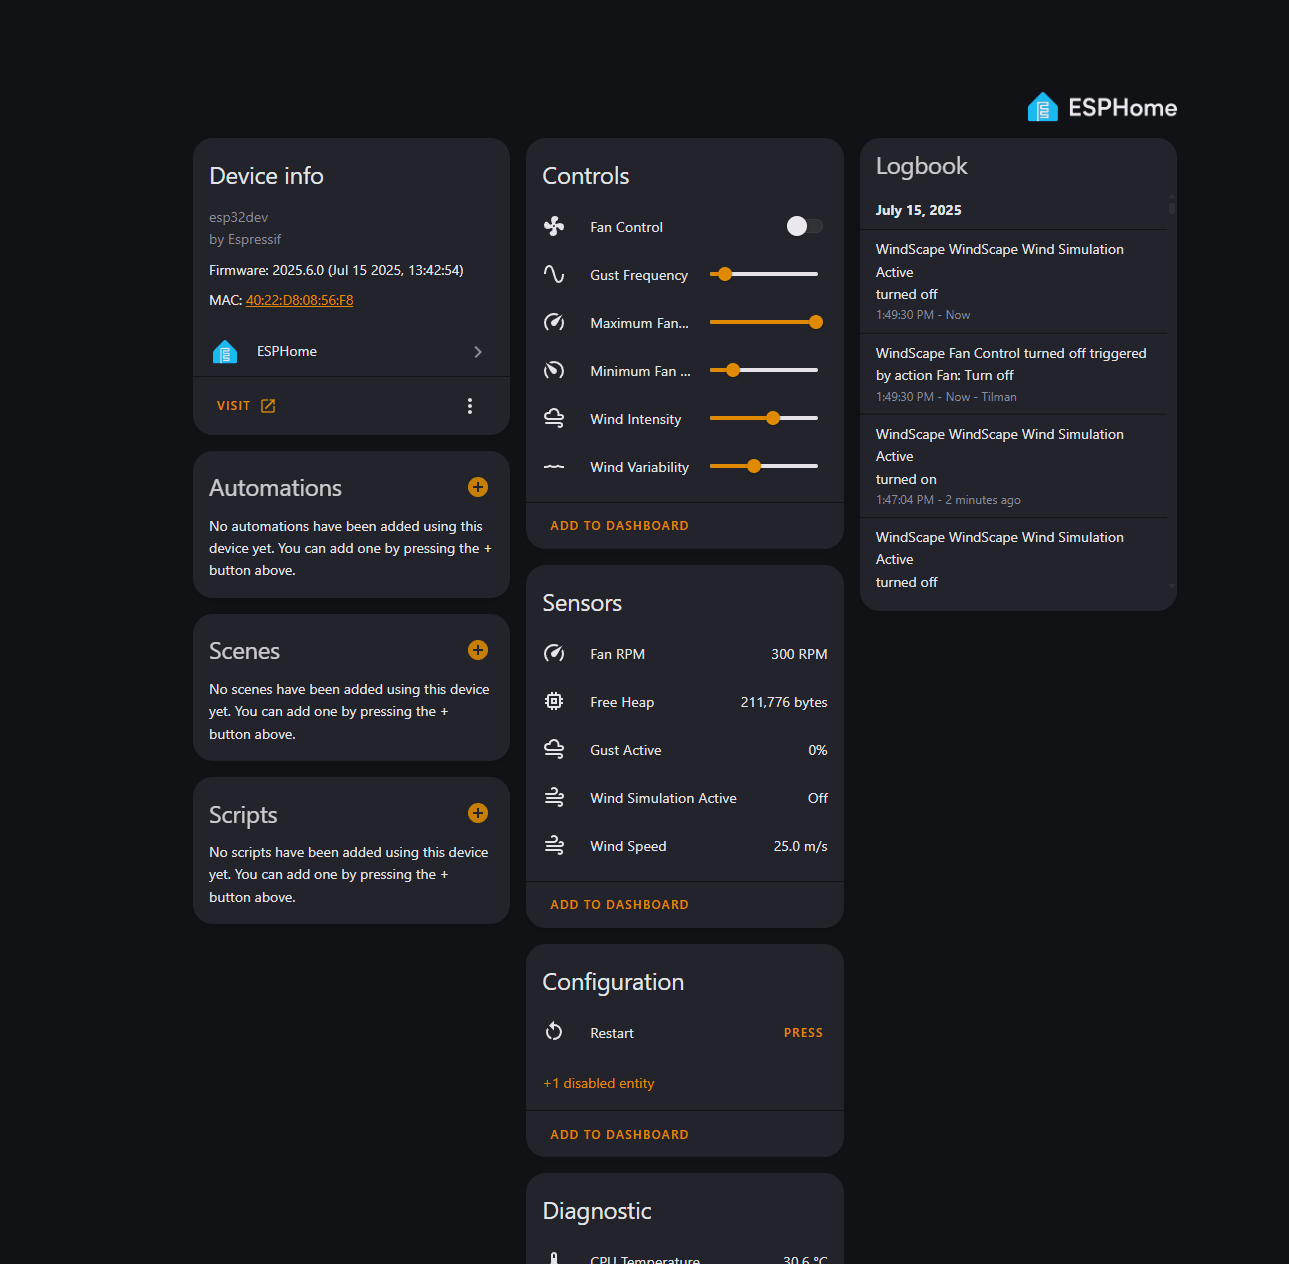 ESPHome
Device info
esp32dev
by Espressif
Firmware: 2025.6.0 (Jul 15 2025, 13:42:54)
MAC: 40:22:D8:08:56:F8
ESPHome
VISIT
Automations
No automations have been added using this
device yet. You can add one by pressing the +
button above.
Scenes
No scenes have been added using this device
yet. You can add one by pressing the +
button above.
Scripts
No scripts have been added using this device
yet. You can add one by pressing the +
button above.
Controls
Fan Control
Gust Frequency
Maximum Fan...
Minimum Fan ...
Wind Intensity
Wind Variability
ADD TO DASHBOARD
Sensors
Fan RPM 300 RPM
Free Heap 211,776 bytes
Gust Active 0%
Wind Simulation Active Off
Wind Speed 25.0 m/s
ADD TO DASHBOARD
Configuration
Restart PRESS
+1 disabled entity
ADD TO DASHBOARD
Diagnostic
CPU Temperature 30.6 °C
Logbook
July 15, 2025
WindScape WindScape Wind Simulation
Active
turned off
1:49:30 PM - Now
WindScape Fan Control turned off triggered
by action Fan: Turn off
1:49:30 PM - Now - Tilman
WindScape WindScape Wind Simulation
Active
turned on
1:47:04 PM - 2 minutes ago
WindScape WindScape Wind Simulation
Active
turned off